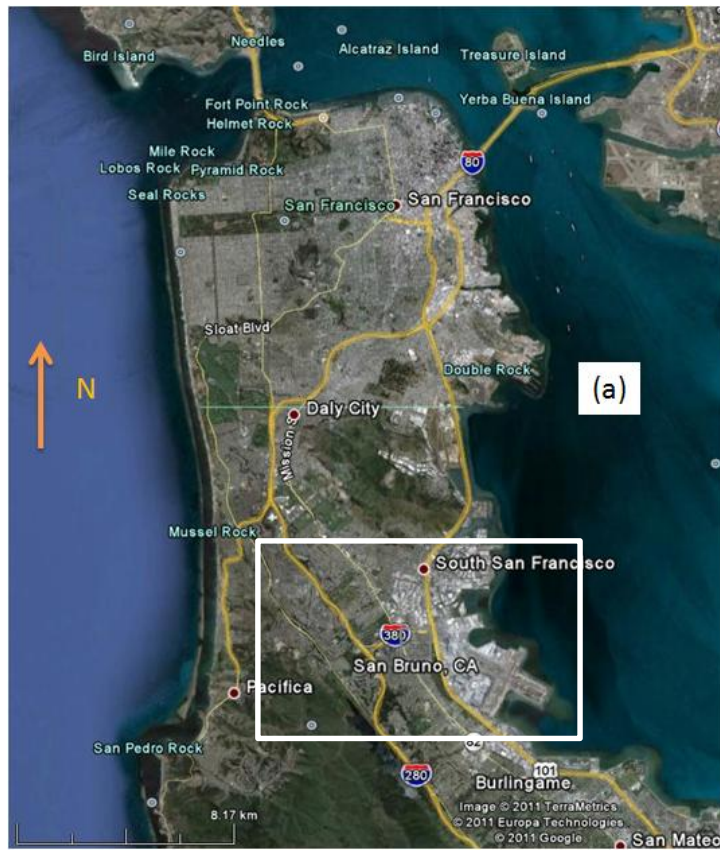 Needles
Alcatraz Island
Treasure Island
Bird Island
Yerba Buena Island
Fort Point Rock
Helmet Rock
Mile Rock
Lobos Rock
Pyramid Rock
80
Seal Rocks
San Francisco
San Francisco
Sloat Blvd
Double Rock
N
(a)
Daly City
Mission S
Mussel Rock
South San Francisco
380
San Bruno, CA
Pacifica
San Pedro Rock
82
280
101
Burlingame
8.17 km
Image © 2011 TerraMetrics
© 2011 Europa Technologies
© 2011 Google
San Mateo